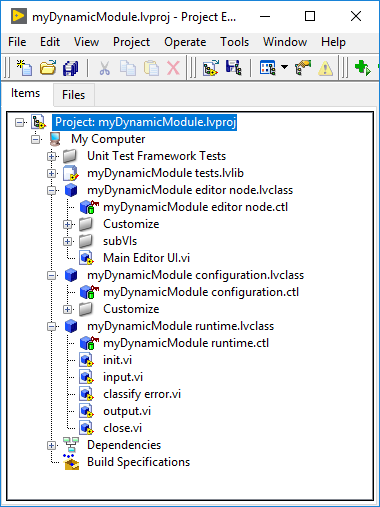 myDynamicModule.lvproj - Project E...
File Edit View Project Operate Tools Window Help
Items Files
Project: myDynamicModule.lvproj
My Computer
Unit Test Framework Tests
myDynamicModule tests.lvlib
myDynamicModule editor node.lvclass
myDynamicModule editor node.ctl
Customize
subVIs
Main Editor UI.vi
myDynamicModule configuration.lvclass
myDynamicModule configuration.ctl
Customize
myDynamicModule runtime.lvclass
myDynamicModule runtime.ctl
init.vi
input.vi
classify error.vi
output.vi
close.vi
Dependencies
Build Specifications